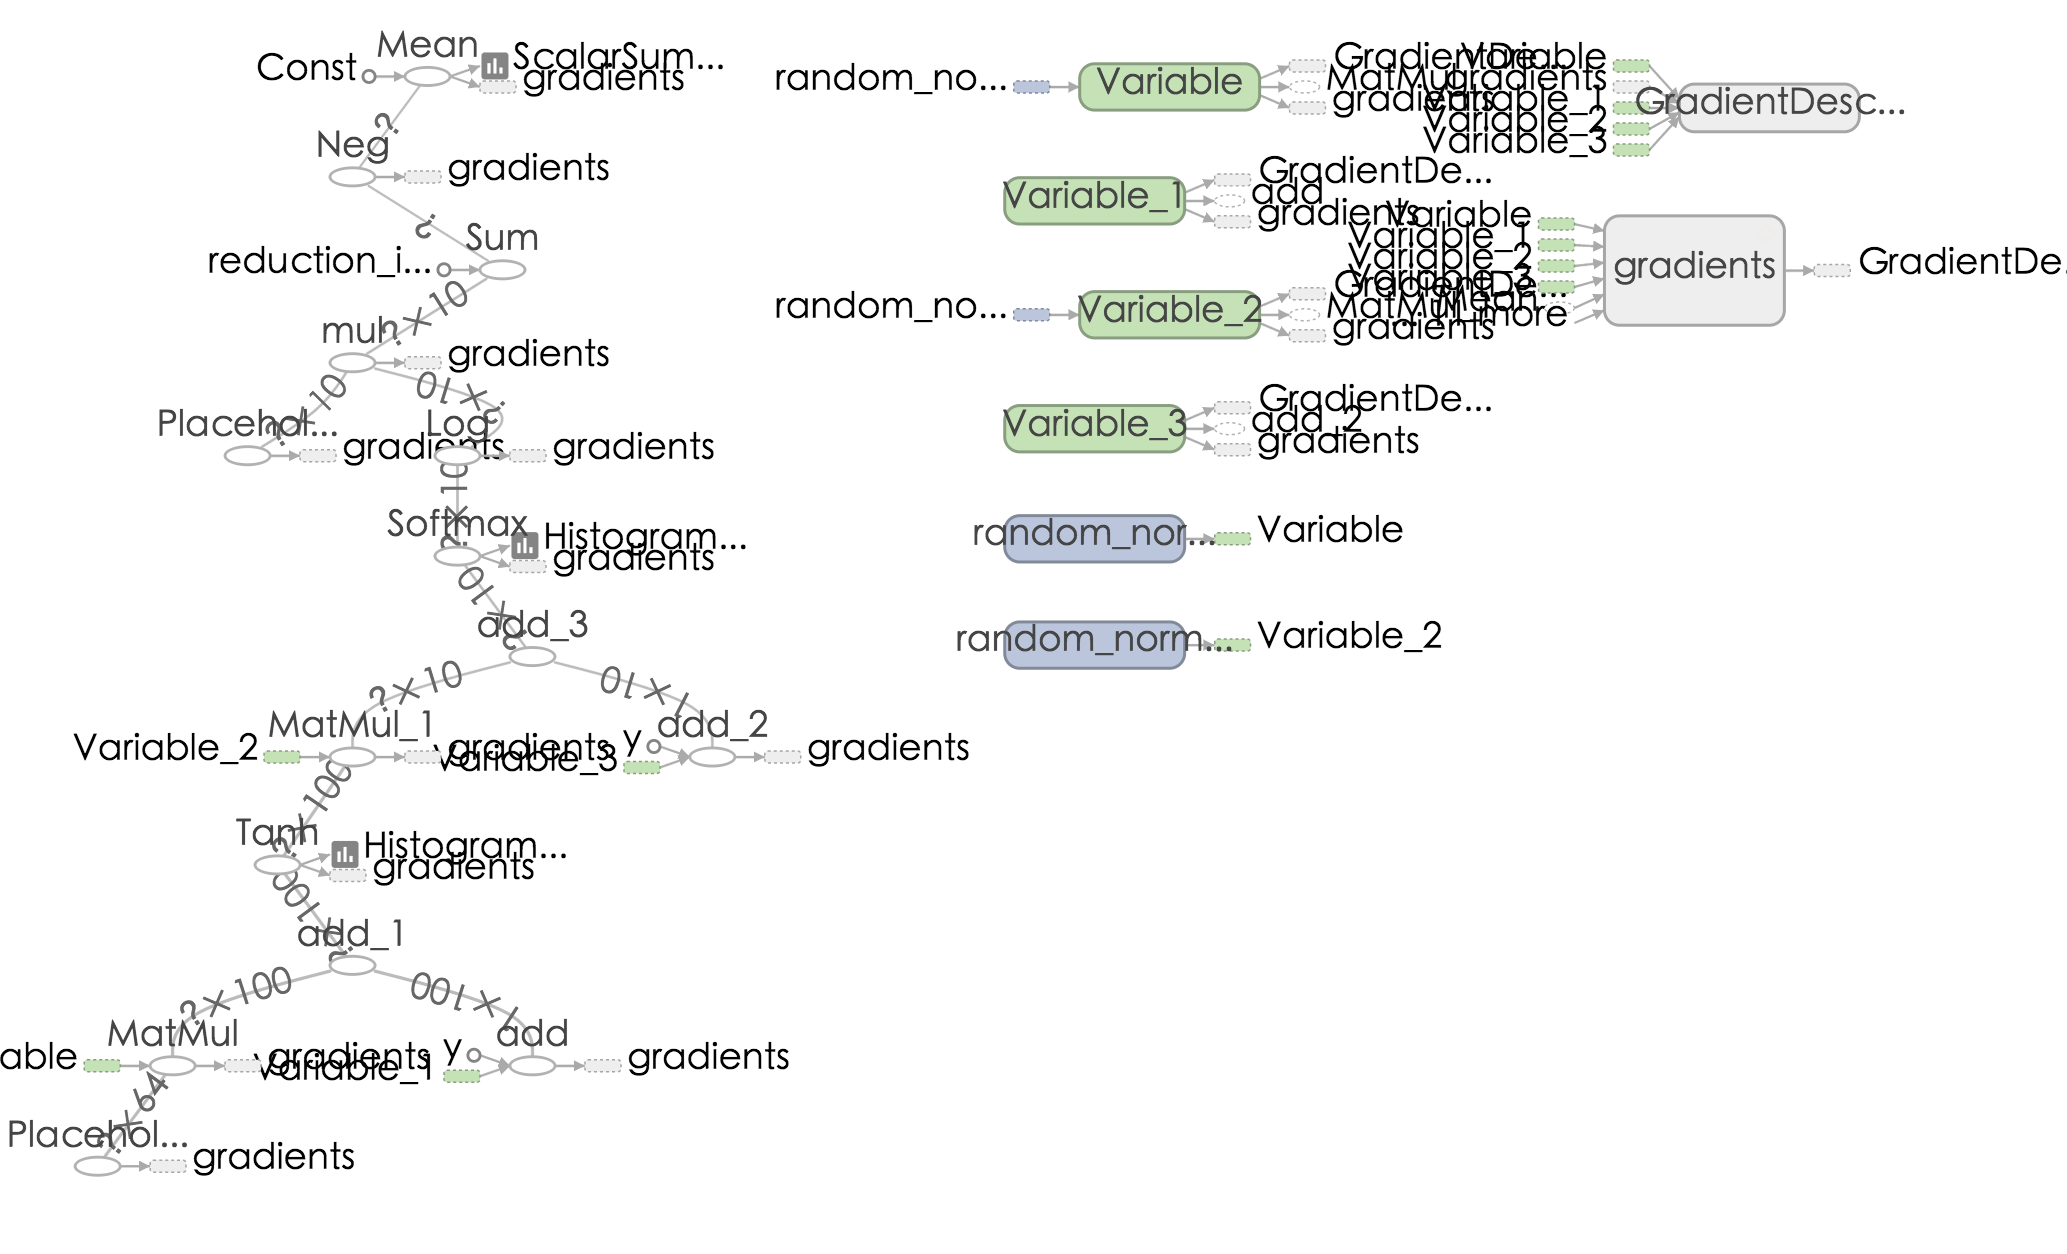 Mean
Const
ScalarSum...
gradients
?
Neg
gradients
?
Sum
reduction_i...
?×10
mul
gradients
?×10
?×10
Placehol...
gradients
Log
gradients
?×10
Softmax
Histogram...
gradients
?×10
add_3
?×10
1×10
MatMul_1
Variable_2
gradients
add_2
y
Variable_3
gradients
?×100
Tanh
Histogram...
gradients
?×100
add_1
?×100
1×100
MatMul
able
gradients
add
y
Variable_1
gradients
?×64
Placehol...
gradients
random_no...
Variable
GradientDe...
MatMul
gradients
Variable
gradients
Variable_1
Variable_2
Variable_3
GradientDesc...
Variable_1
GradientDe...
add
gradients
Variable
Variable_1
Variable_2
Variable_3
Mean
more
gradients
GradientDe...
random_no...
Variable_2
GradientDe...
MatMul_1
gradients
Variable_3
GradientDe...
add_2
gradients
random_nor...
Variable
random_norm...
Variable_2